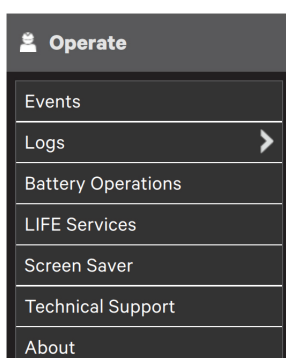 Operate
Events
Logs
Battery Operations
LIFE Services
Screen Saver
Technical Support
About